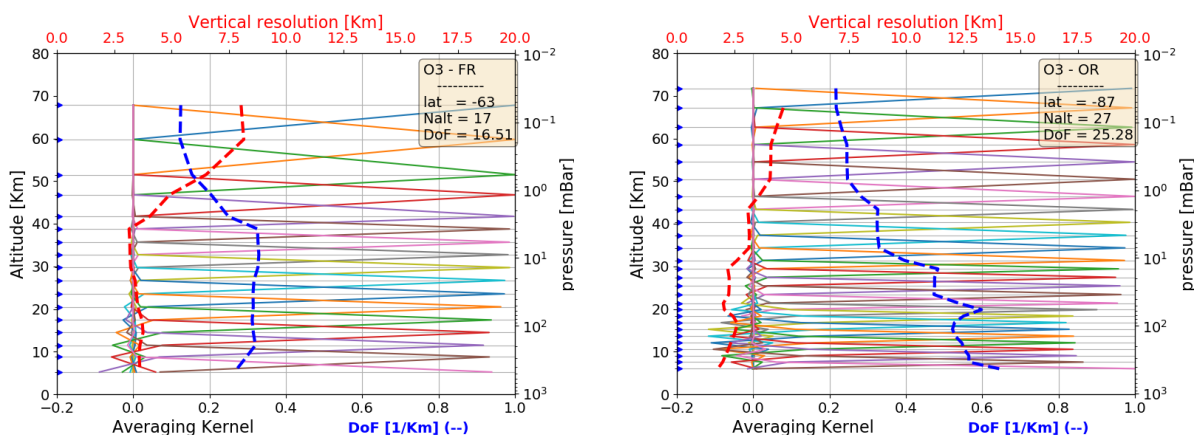 Vertical resolution [Km]
0.0 2.5 5.0 7.5 10.0 12.5 15.0 17.5 20.0
80
70
60
50
40
30
20
10
0
Altitude [Km]
O3 - FR
--------
lat = -63
Nalt = 17
DoF = 16.51
10⁻²
10⁻¹
10⁰
10¹
10²
10³
pressure [mBar]
−0.2 0.0 0.2 0.4 0.6 0.8 1.0
Averaging Kernel DoF [1/Km] (--)
Vertical resolution [Km]
0.0 2.5 5.0 7.5 10.0 12.5 15.0 17.5 20.0
80
70
60
50
40
30
20
10
0
Altitude [Km]
O3 - OR
--------
lat = -87
Nalt = 27
DoF = 25.28
10⁻²
10⁻¹
10⁰
10¹
10²
10³
pressure [mBar]
−0.2 0.0 0.2 0.4 0.6 0.8 1.0
Averaging Kernel DoF [1/Km] (--)